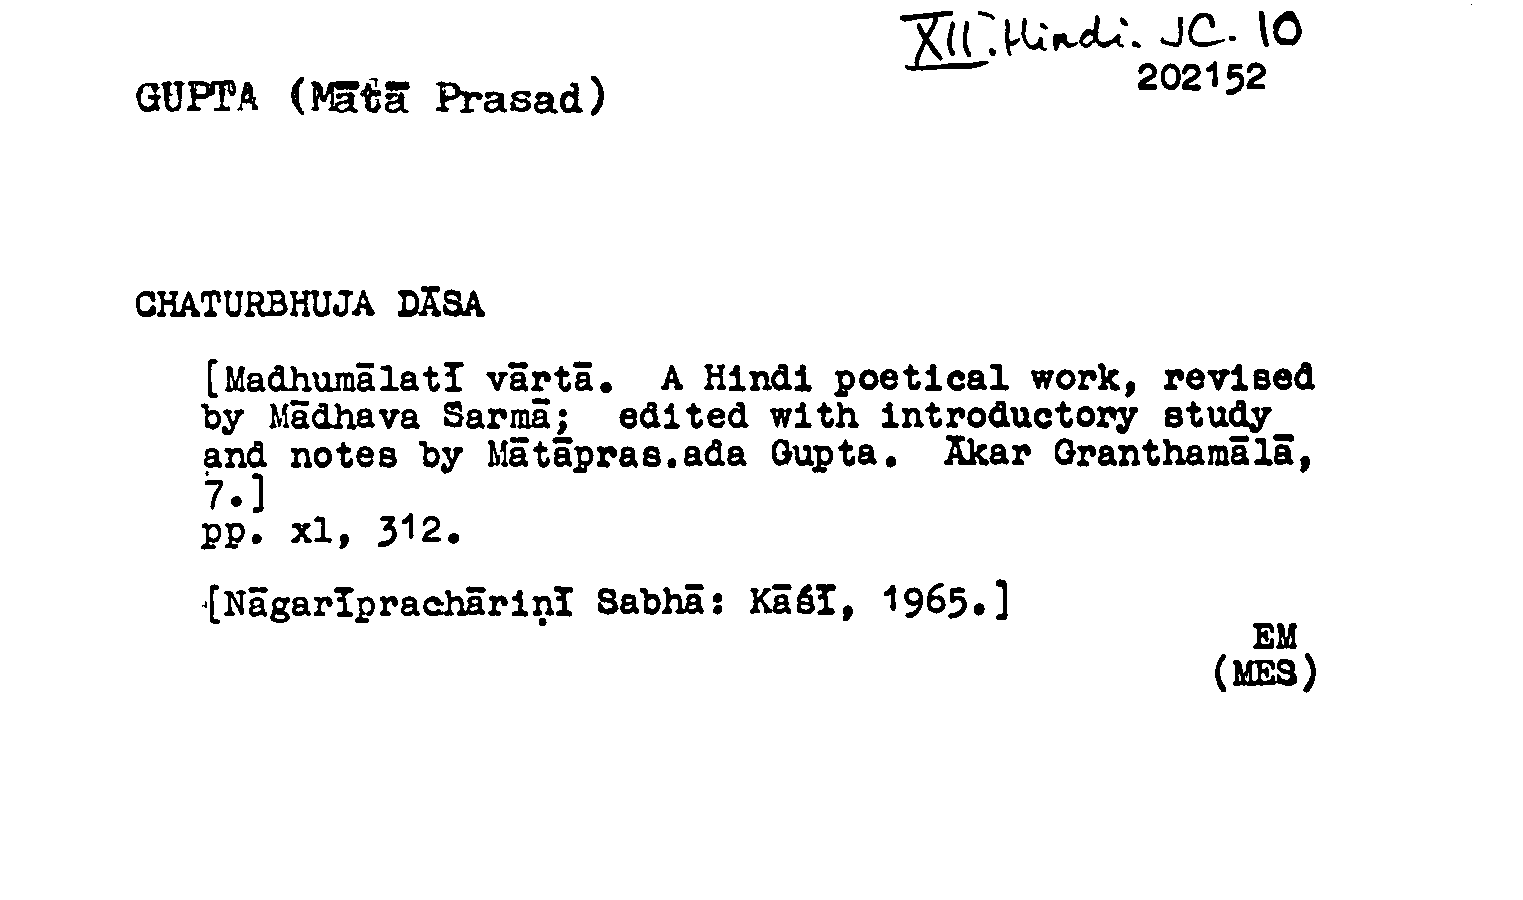 XII. Hindi. JC. 10
202152
GUPTA (Mātā Prasad)
CHATURBHUJA DĀSA
[Madhumālatī vārtā. A Hindi poetical work, revised
by Mādhava Sarmā; edited with introductory study
and notes by Mātāpras.ada Gupta. Ākar Granthamālā,
7.]
pp. xl, 312.
[Nāgarīprachāriṇī Sabhā: Kāśī, 1965.]
EM
(MES)